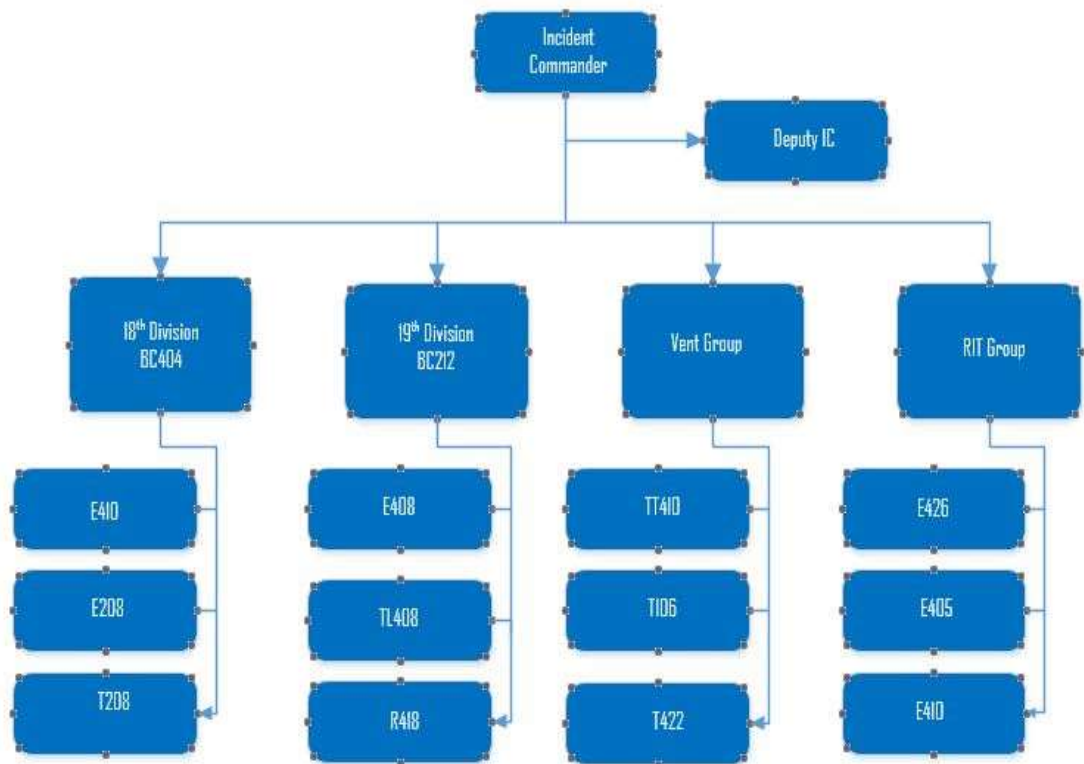 Incident
Commander
Deputy IC
18th Division
BC404
19th Division
BC212
Vent Group
RIT Group
E410
E408
TT410
E426
E208
TL408
T106
E405
T208
R418
T422
E410